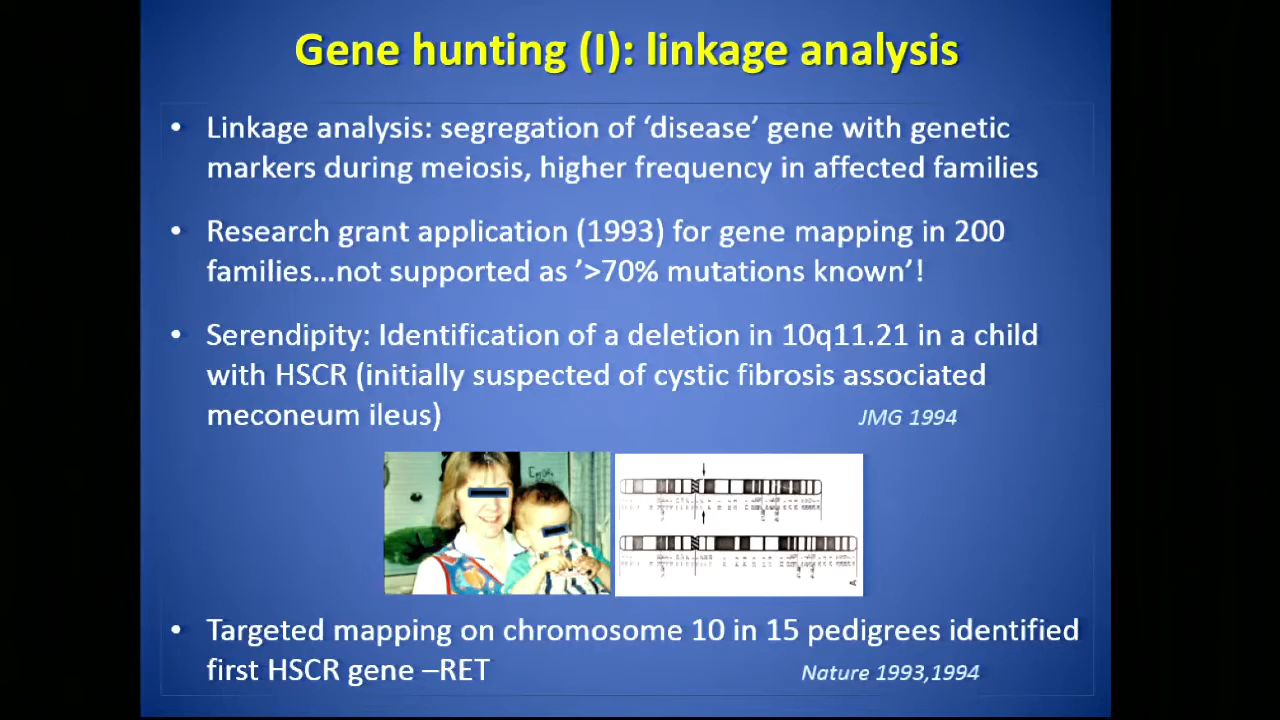 Gene hunting (I): linkage analysis
• Linkage analysis: segregation of ‘disease’ gene with genetic
markers during meiosis, higher frequency in affected families
• Research grant application (1993) for gene mapping in 200
families…not supported as ’>70% mutations known’!
• Serendipity: Identification of a deletion in 10q11.21 in a child
with HSCR (initially suspected of cystic fibrosis associated
meconeum ileus)
JMG 1994
A
• Targeted mapping on chromosome 10 in 15 pedigrees identified
first HSCR gene –RET
Nature 1993,1994